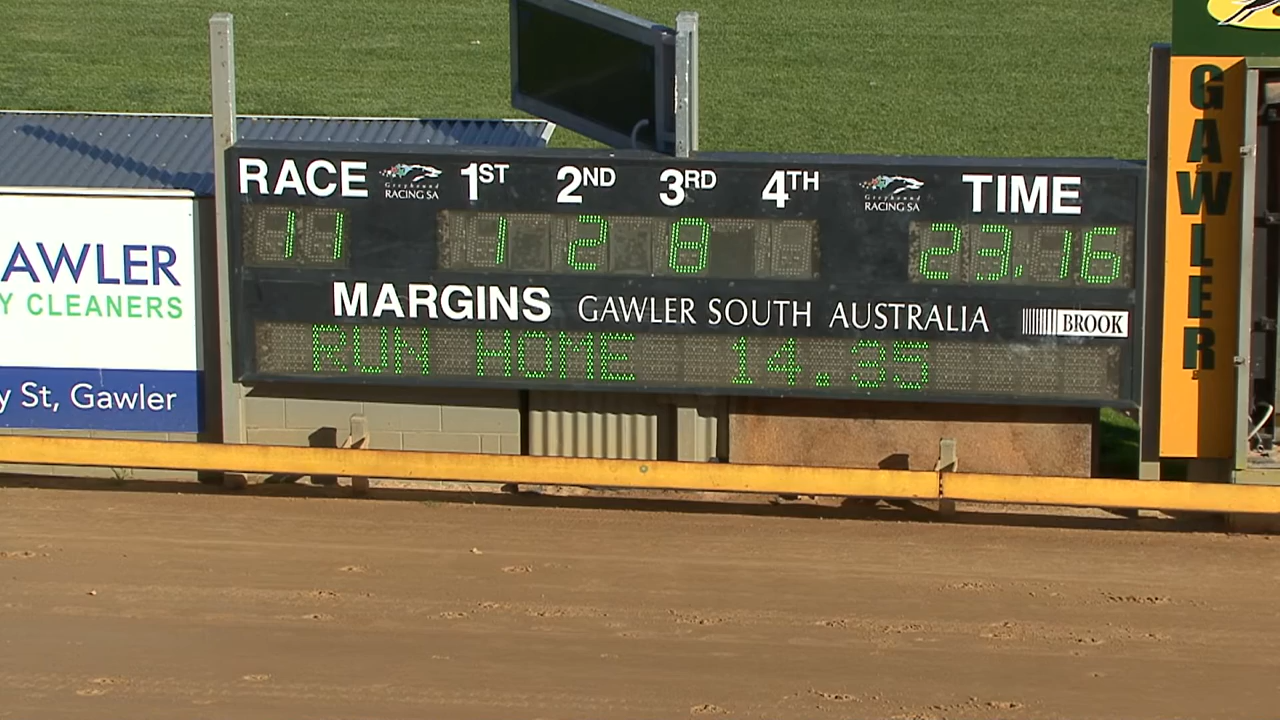 RACE Greyhound RACING SA 1ST 2ND 3RD 4TH Greyhound RACING SA TIME
11 1 2 8 23.16
MARGINS GAWLER SOUTH AUSTRALIA BROOK
RUN HOME 14.35
AWLER
Y CLEANERS
y St, Gawler
GAWLER